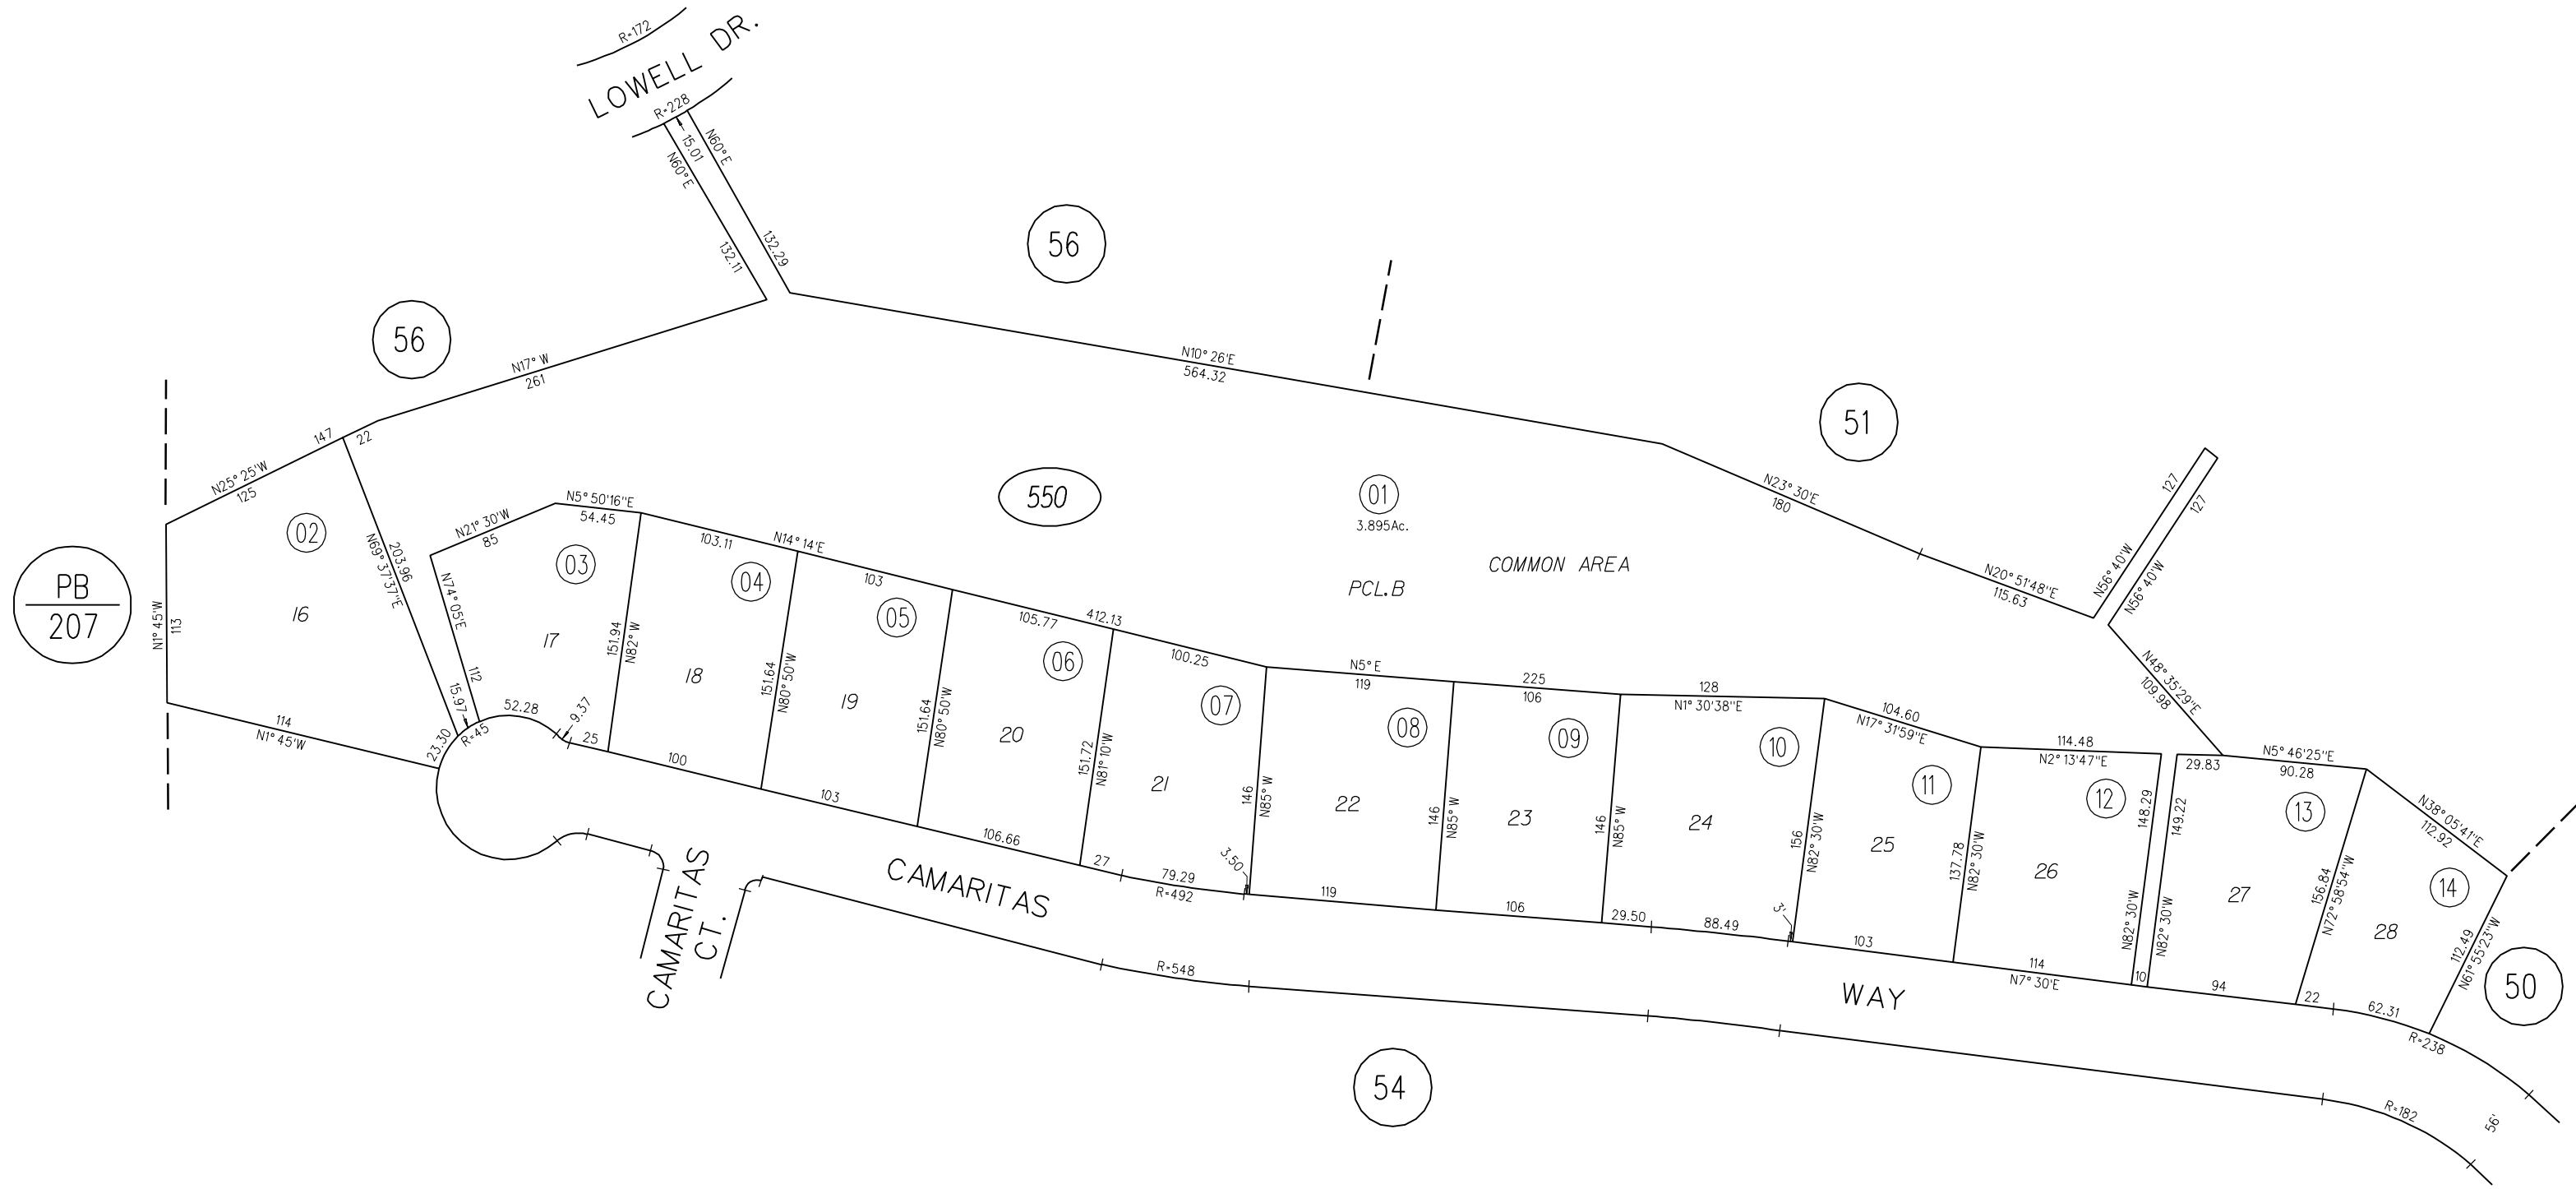 R=172
LOWELL DR.
R=228
15.01
N60°E
N60°E
132.11
132.29
56
56
N17° W
261
N10° 26'E
564.32
51
147
22
N25° 25'W
125
02
16
N1° 45'W
113
PB
207
203.96
N69° 37'37"E
114
N1° 45'W
N21° 30'W
85
N5° 50'16"E
54.45
N74° 05'E
112
15.97
23.30
R=45
52.28
9.37
25
03
17
151.94
N82° W
103.11
04
18
100
N14° 14'E
151.64
N80° 50'W
103
05
19
103
151.64
N80° 50'W
105.77
412.13
06
20
106.66
151.72
N81° 10'W
100.25
07
21
27
79.29
R=492
3.50
550
01
3.895Ac.
PCL.B
COMMON AREA
N23° 30'E
180
N20° 51'48"E
115.63
127
127
N56° 40'W
N56° 40'W
N48° 35'29"E
109.98
146
N85° W
N5° E
119
08
22
119
146
N85° W
225
106
09
23
106
146
N85° W
128
N1° 30'38"E
10
24
29.50
88.49
3'
156
N82° 30'W
104.60
N17° 31'59"E
11
25
103
137.78
N82° 30'W
114.48
N2° 13'47"E
12
26
114
N7° 30'E
148.29
N82° 30'W
10
149.22
N82° 30'W
29.83
N5° 46'25"E
90.28
13
27
94
22
156.84
N72° 58'54"W
N38° 05'41"E
112.92
14
28
62.31
R=238
112.49
N61° 55'23"W
50
CAMARITAS
WAY
CAMARITAS
CT.
R=548
54
R=182
56'